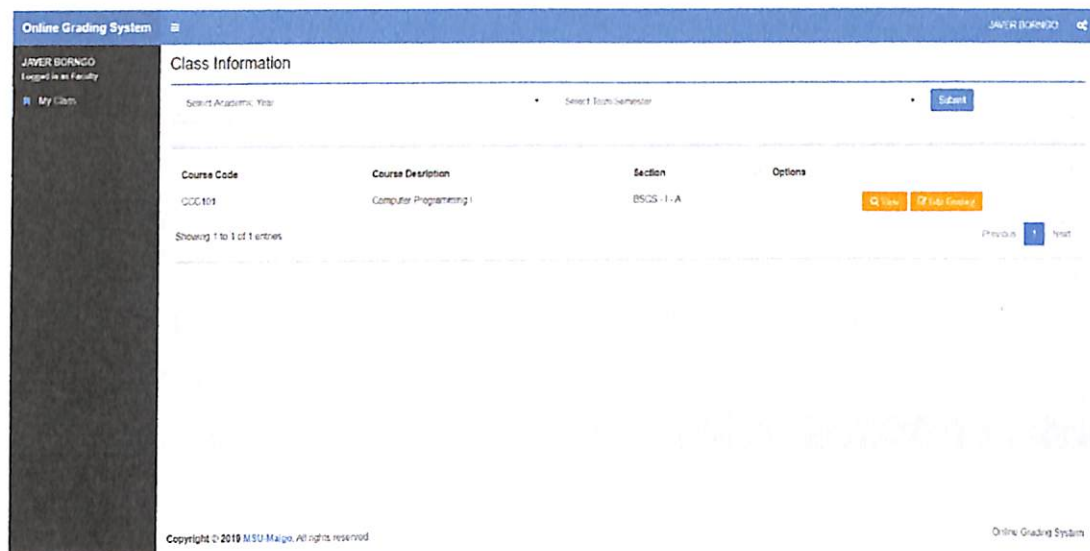 Online Grading System JAVER BORNGO
JAVER BORNGO
Logged in as Faculty
My Class
Class Information
Select Academic Year Select Term/Semester Submit
Course Code Course Desription Section Options
CCC101 Computer Programming I BSCS - I - A View Edit Grading
Showing 1 to 1 of 1 entries Previous 1 Next
Copyright © 2019 MSU-Maigo. All rights reserved Online Grading System